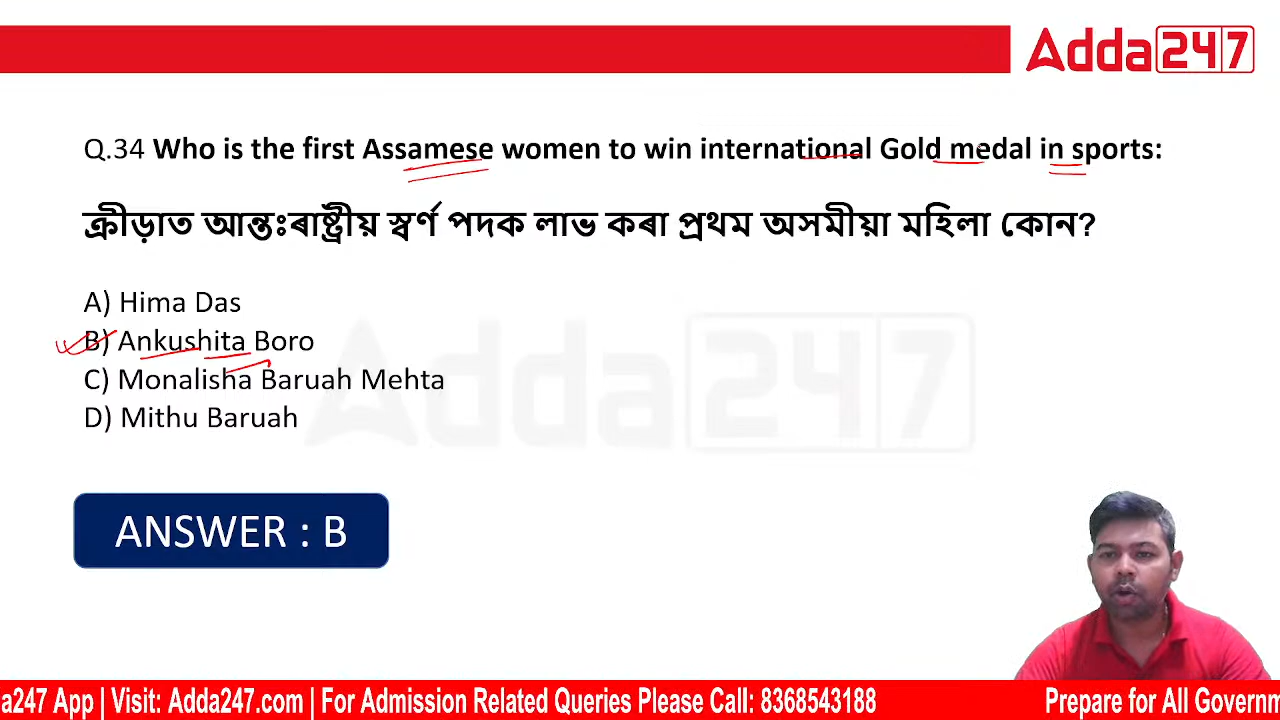 Adda247
Q.34 Who is the first Assamese women to win international Gold medal in sports:
ক্ৰীড়াত আন্তঃৰাষ্ট্ৰীয় স্বৰ্ণ পদক লাভ কৰা প্ৰথম অসমীয়া মহিলা কোন?
A) Hima Das
B) Ankushita Boro
C) Monalisha Baruah Mehta
D) Mithu Baruah
Adda247
ANSWER : B
a247 App | Visit: Adda247.com | For Admission Related Queries Please Call: 8368543188 Prepare for All Governm